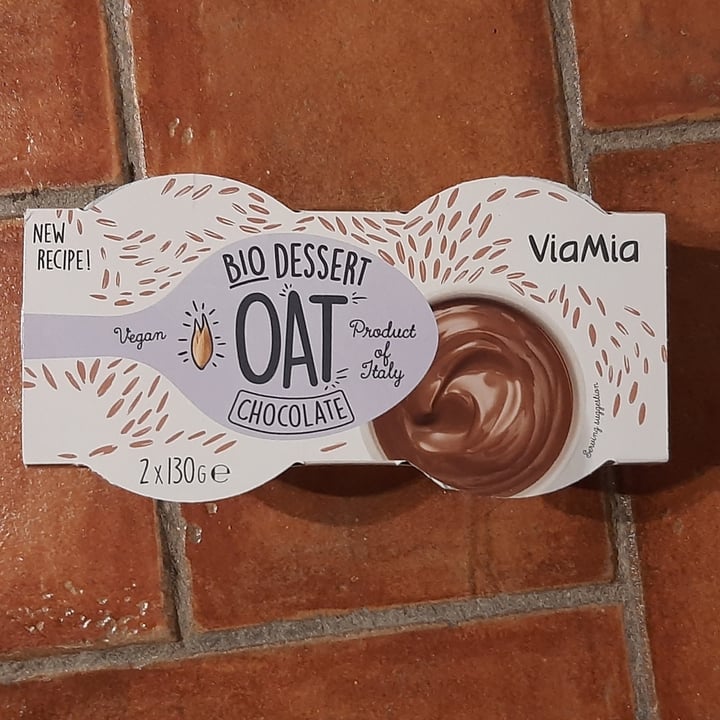 NEW
RECIPE!
ViaMia
BIO DESSERT
OAT
CHOCOLATE
Vegan
Product
of
Italy
2 x 130G e
Serving suggestion